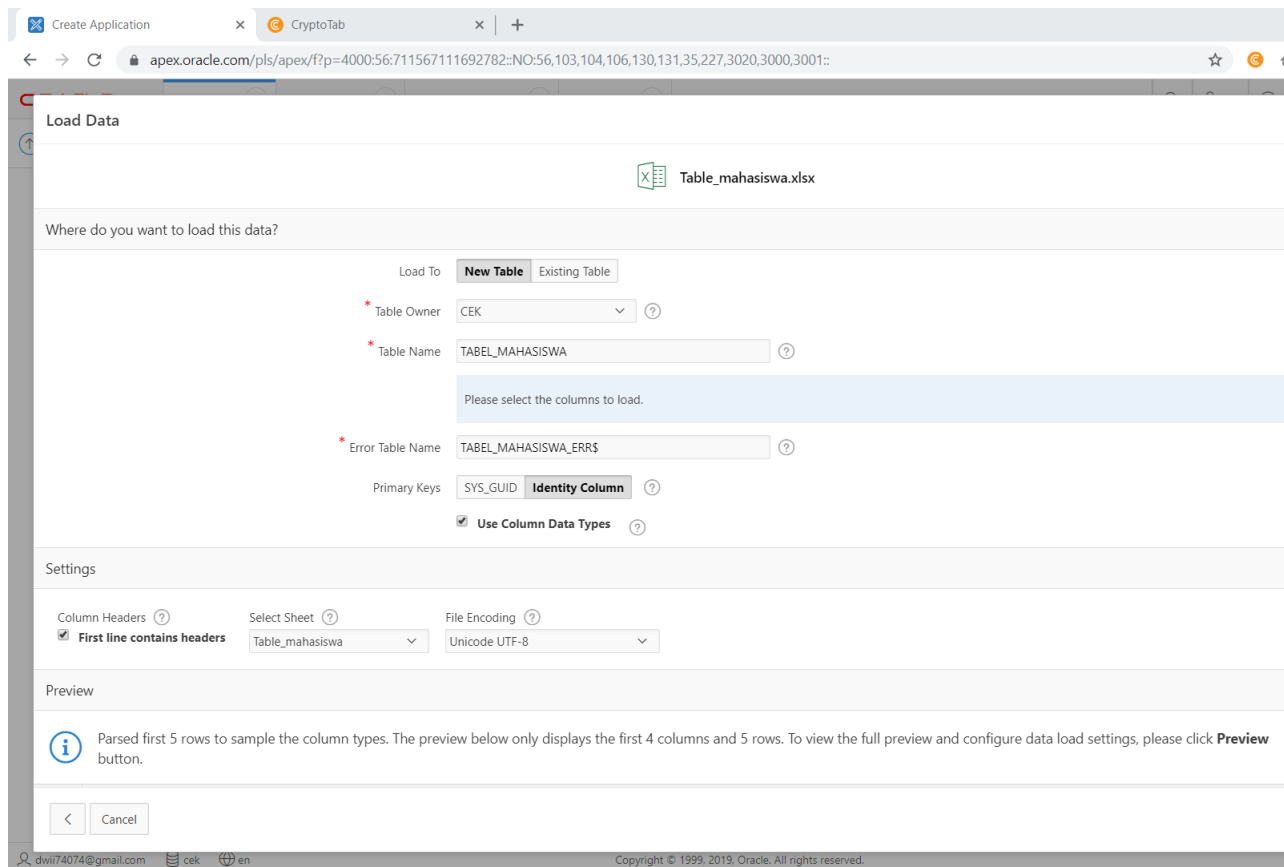 Create Application
CryptoTab
apex.oracle.com/pls/apex/f?p=4000:56:711567111692782::NO:56,103,104,106,130,131,35,227,3020,3000,3001::
Load Data
Table_mahasiswa.xlsx
Where do you want to load this data?
Load To New Table Existing Table
* Table Owner CEK
* Table Name TABEL_MAHASISWA
Please select the columns to load.
* Error Table Name TABEL_MAHASISWA_ERR$
Primary Keys SYS_GUID Identity Column
Use Column Data Types
Settings
Column Headers Select Sheet File Encoding
First line contains headers Table_mahasiswa Unicode UTF-8
Preview
Parsed first 5 rows to sample the column types. The preview below only displays the first 4 columns and 5 rows. To view the full preview and configure data load settings, please click Preview
button.
Cancel
dwii74074@gmail.com cek en Copyright © 1999, 2019, Oracle. All rights reserved.